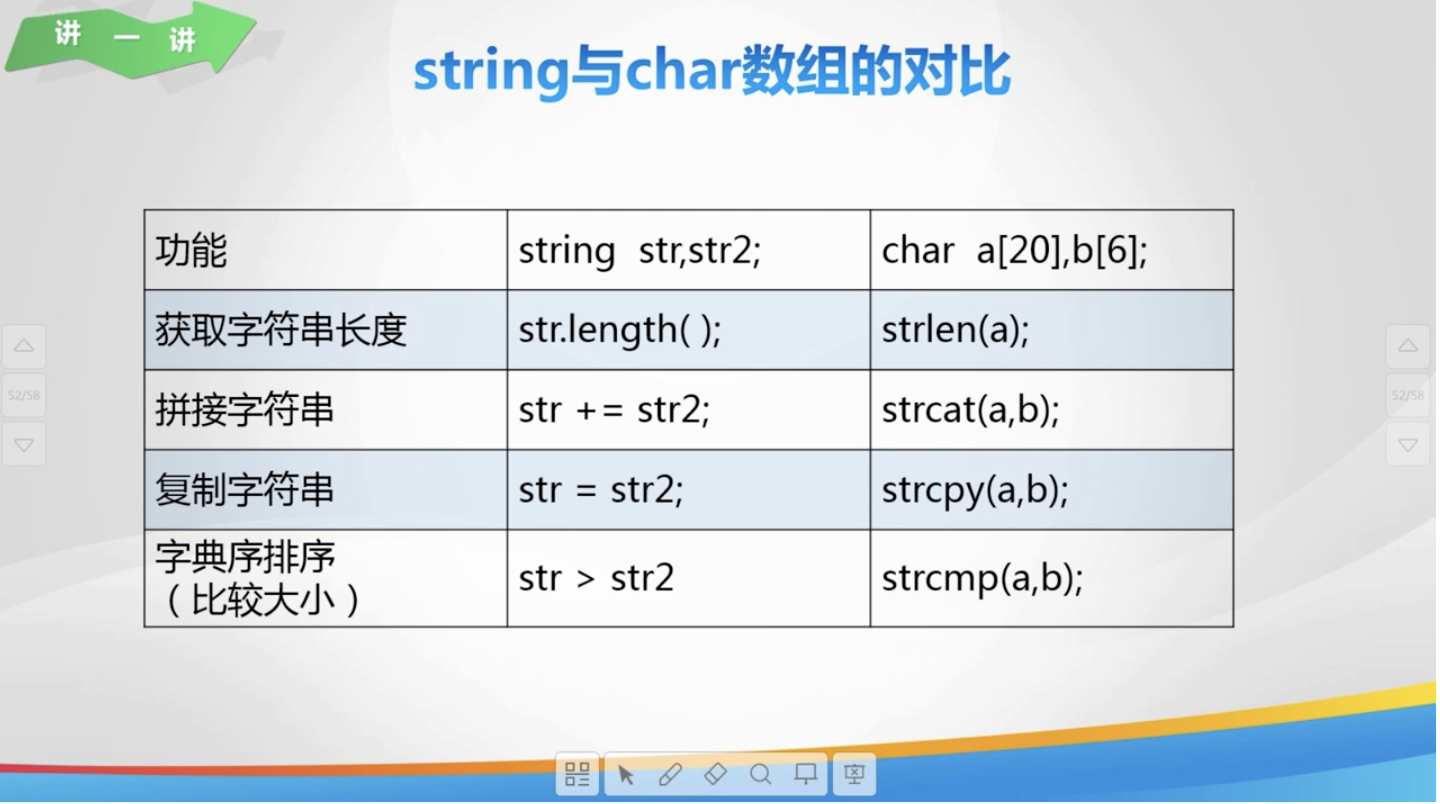 讲一讲
string与char数组的对比
功能 string str,str2; char a[20],b[6];
获取字符串长度 str.length( ); strlen(a);
拼接字符串 str += str2; strcat(a,b);
复制字符串 str = str2; strcpy(a,b);
字典序排序
（比较大小） str > str2 strcmp(a,b);
52/58
52/58